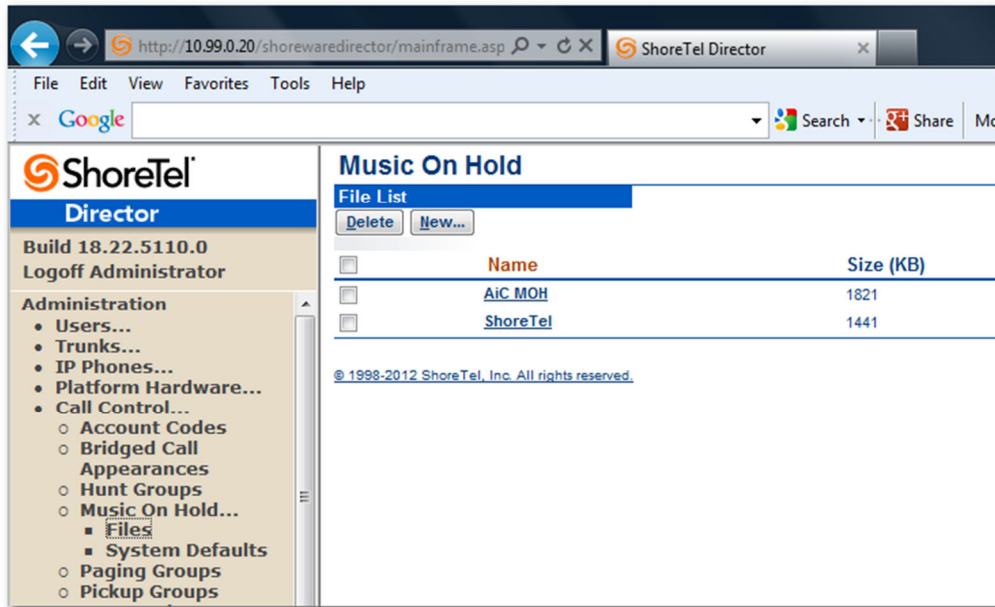 http://10.99.0.20/shorewaredirector/mainframe.asp
ShoreTel Director
File Edit View Favorites Tools Help
x Google Search Share
ShoreTel
Director
Build 18.22.5110.0
Logoff Administrator
Administration
Users...
Trunks...
IP Phones...
Platform Hardware...
Call Control...
Account Codes
Bridged Call
Appearances
Hunt Groups
Music On Hold...
Files
System Defaults
Paging Groups
Pickup Groups
Music On Hold
File List
Delete New...
Name Size (KB)
AiC MOH 1821
ShoreTel 1441
© 1998-2012 ShoreTel, Inc. All rights reserved.